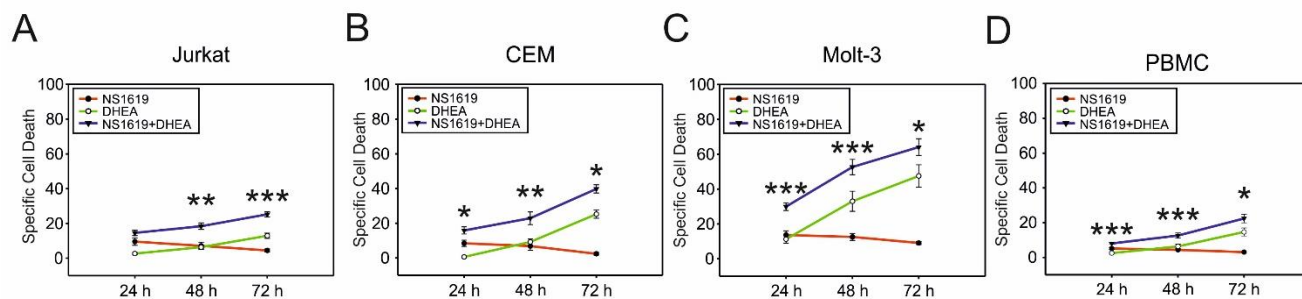 A
Jurkat
Specific Cell Death
100
80
60
40
20
0
NS1619
DHEA
NS1619+DHEA
**
***
24 h 48 h 72 h
B
CEM
Specific Cell Death
100
80
60
40
20
0
NS1619
DHEA
NS1619+DHEA
*
**
*
24 h 48 h 72 h
C
Molt-3
Specific Cell Death
100
80
60
40
20
0
NS1619
DHEA
NS1619+DHEA
***
***
*
24 h 48 h 72 h
D
PBMC
Specific Cell Death
100
80
60
40
20
0
NS1619
DHEA
NS1619+DHEA
***
***
*
24 h 48 h 72 h